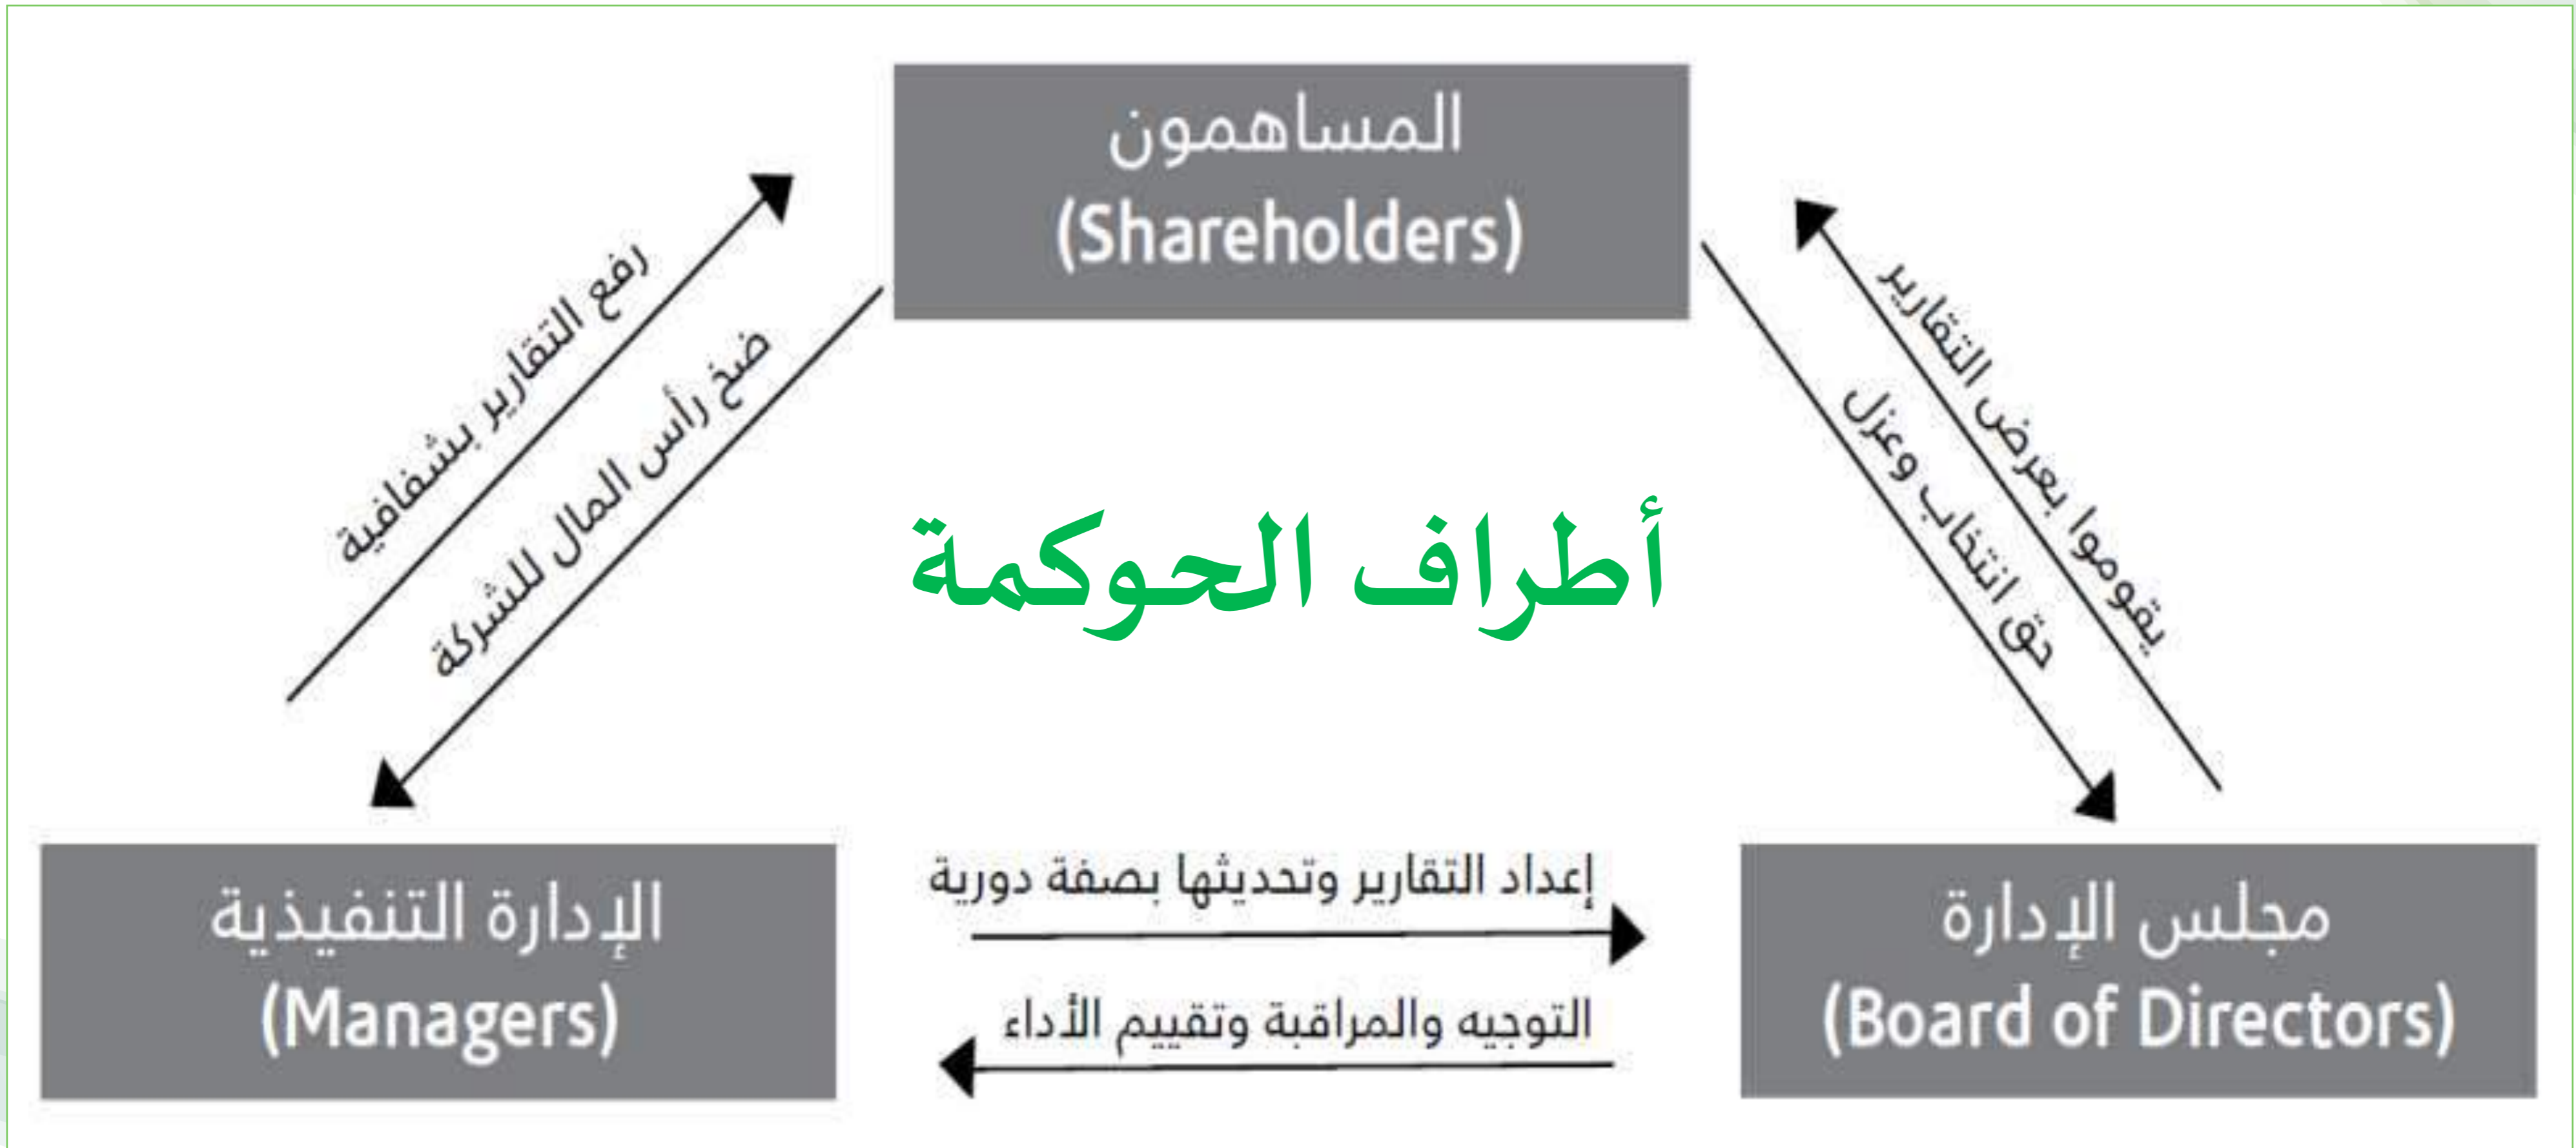 المساهمون
(Shareholders)
رفع التقارير بشفافية
ضخ رأس المال للشركة
يقوموا بعرض التقارير
حق انتخاب وعزل
أطراف الحوكمة
إعداد التقارير وتحديثها بصفة دورية
التوجيه والمراقبة وتقييم الأداء
مجلس الإدارة
(Board of Directors)
الإدارة التنفيذية
(Managers)